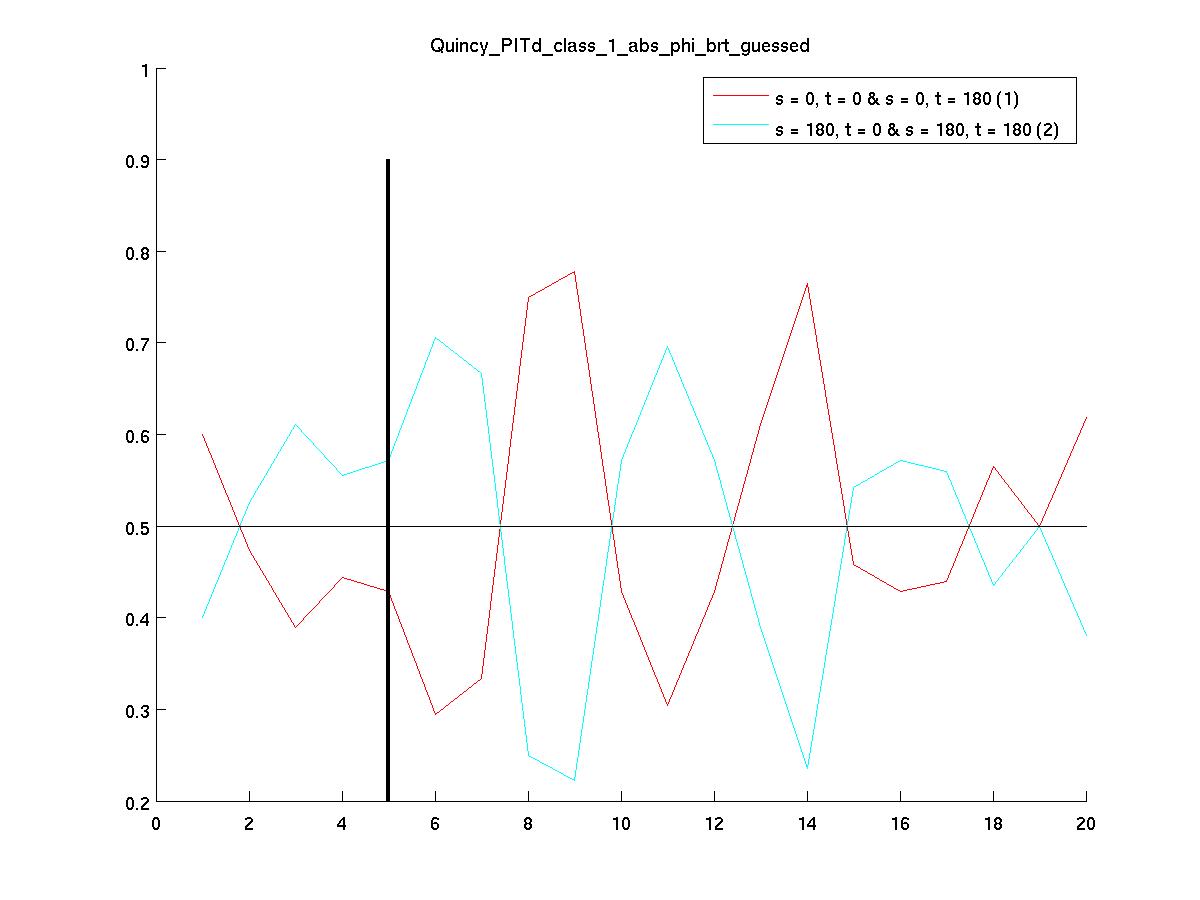 Quincy_PITd_class_1_abs_phi_brt_guessed
s = 0, t = 0 & s = 0, t = 180 (1)
s = 180, t = 0 & s = 180, t = 180 (2)
1
0.9
0.8
0.7
0.6
0.5
0.4
0.3
0.2
0 2 4 6 8 10 12 14 16 18 20